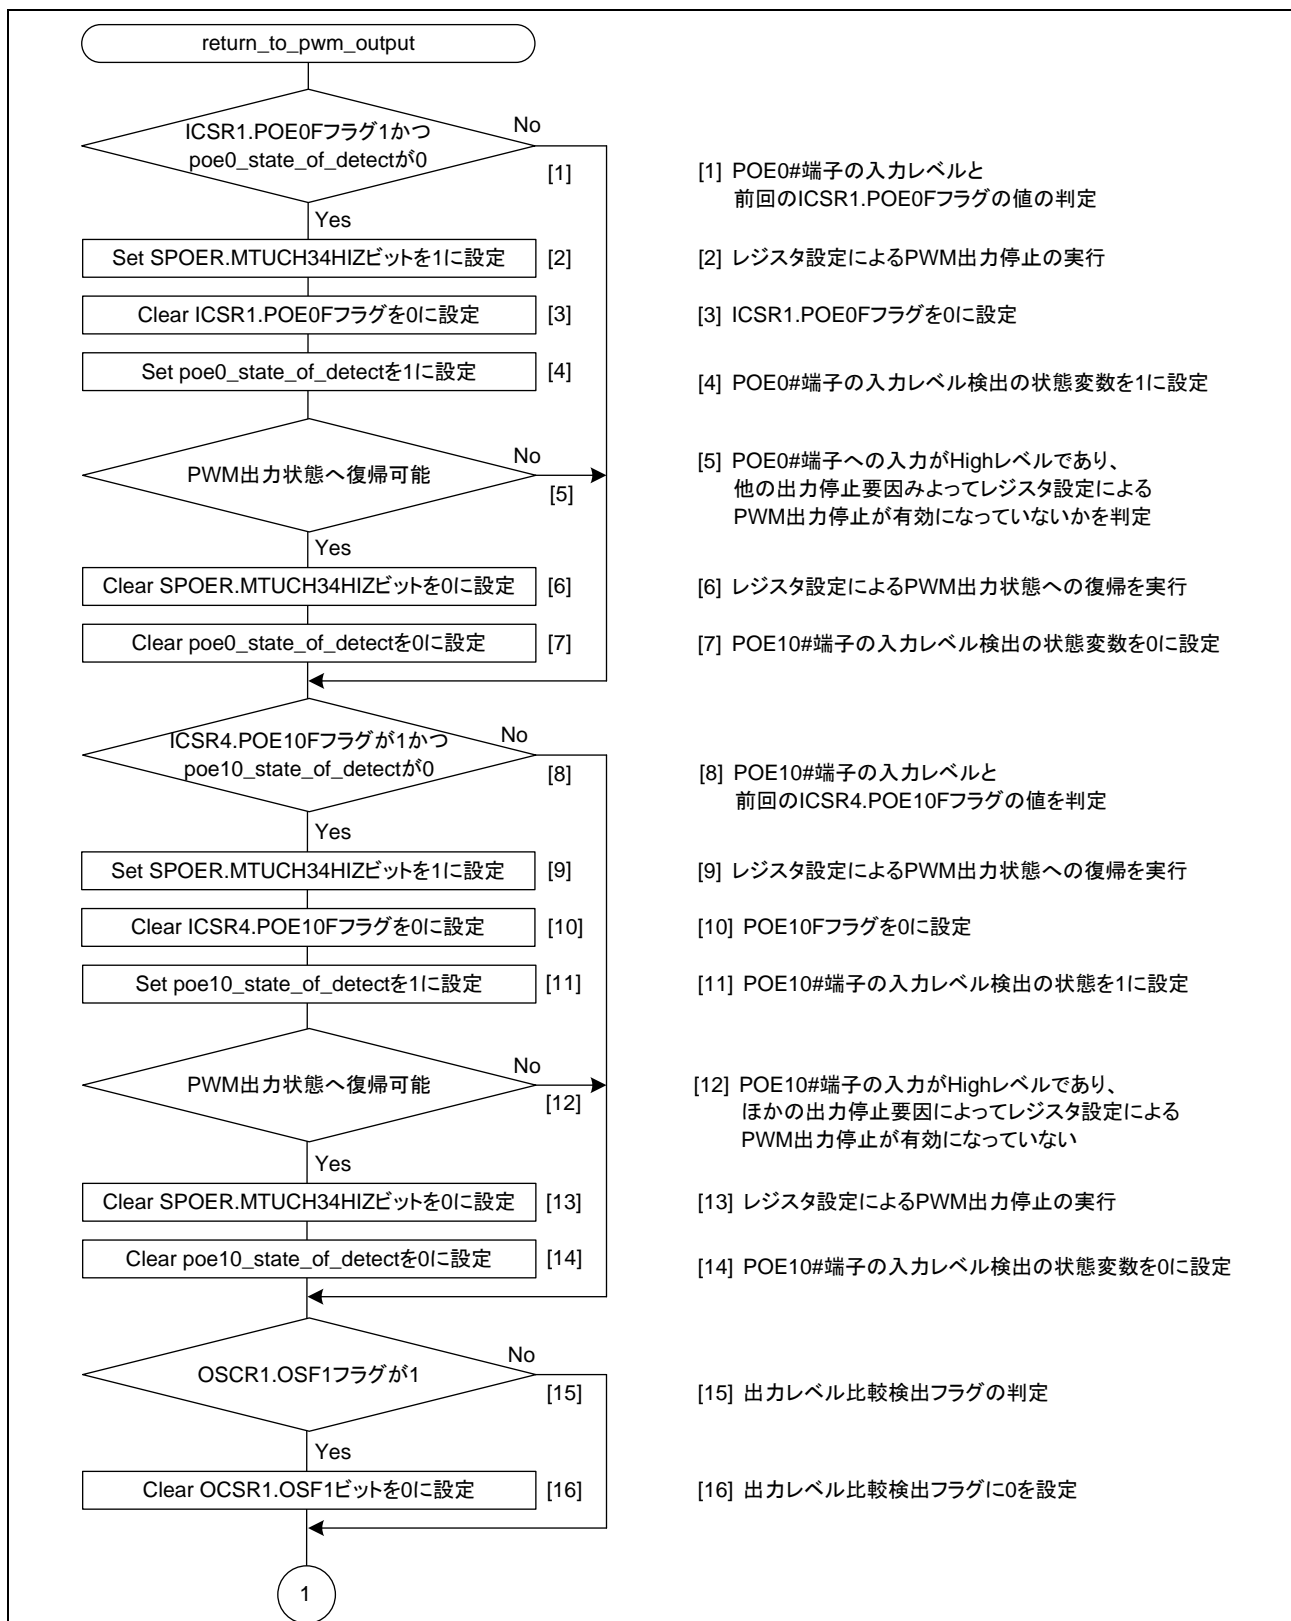 return_to_pwm_output
ICSR1.POE0Fフラグ1かつ
poe0_state_of_detectが0
No
[1]
Yes
[1] POE0#端子の入力レベルと
前回のICSR1.POE0Fフラグの値の判定
Set SPOER.MTUCH34HIZビットを1に設定
[2]
[2] レジスタ設定によるPWM出力停止の実行
Clear ICSR1.POE0Fフラグを0に設定
[3]
[3] ICSR1.POE0Fフラグを0に設定
Set poe0_state_of_detectを1に設定
[4]
[4] POE0#端子の入力レベル検出の状態変数を1に設定
PWM出力状態へ復帰可能
No
[5]
Yes
[5] POE0#端子への入力がHighレベルであり、
他の出力停止要因みよってレジスタ設定による
PWM出力停止が有効になっていないかを判定
Clear SPOER.MTUCH34HIZビットを0に設定
[6]
[6] レジスタ設定によるPWM出力状態への復帰を実行
Clear poe0_state_of_detectを0に設定
[7]
[7] POE10#端子の入力レベル検出の状態変数を0に設定
ICSR4.POE10Fフラグが1かつ
poe10_state_of_detectが0
No
[8]
Yes
[8] POE10#端子の入力レベルと
前回のICSR4.POE10Fフラグの値を判定
Set SPOER.MTUCH34HIZビットを1に設定
[9]
[9] レジスタ設定によるPWM出力状態への復帰を実行
Clear ICSR4.POE10Fフラグを0に設定
[10]
[10] POE10Fフラグを0に設定
Set poe10_state_of_detectを1に設定
[11]
[11] POE10#端子の入力レベル検出の状態を1に設定
PWM出力状態へ復帰可能
No
[12]
Yes
[12] POE10#端子の入力がHighレベルであり、
ほかの出力停止要因によってレジスタ設定による
PWM出力停止が有効になっていない
Clear SPOER.MTUCH34HIZビットを0に設定
[13]
[13] レジスタ設定によるPWM出力停止の実行
Clear poe10_state_of_detectを0に設定
[14]
[14] POE10#端子の入力レベル検出の状態変数を0に設定
OSCR1.OSF1フラグが1
No
[15]
Yes
[15] 出力レベル比較検出フラグの判定
Clear OCSR1.OSF1ビットを0に設定
[16]
[16] 出力レベル比較検出フラグに0を設定
1